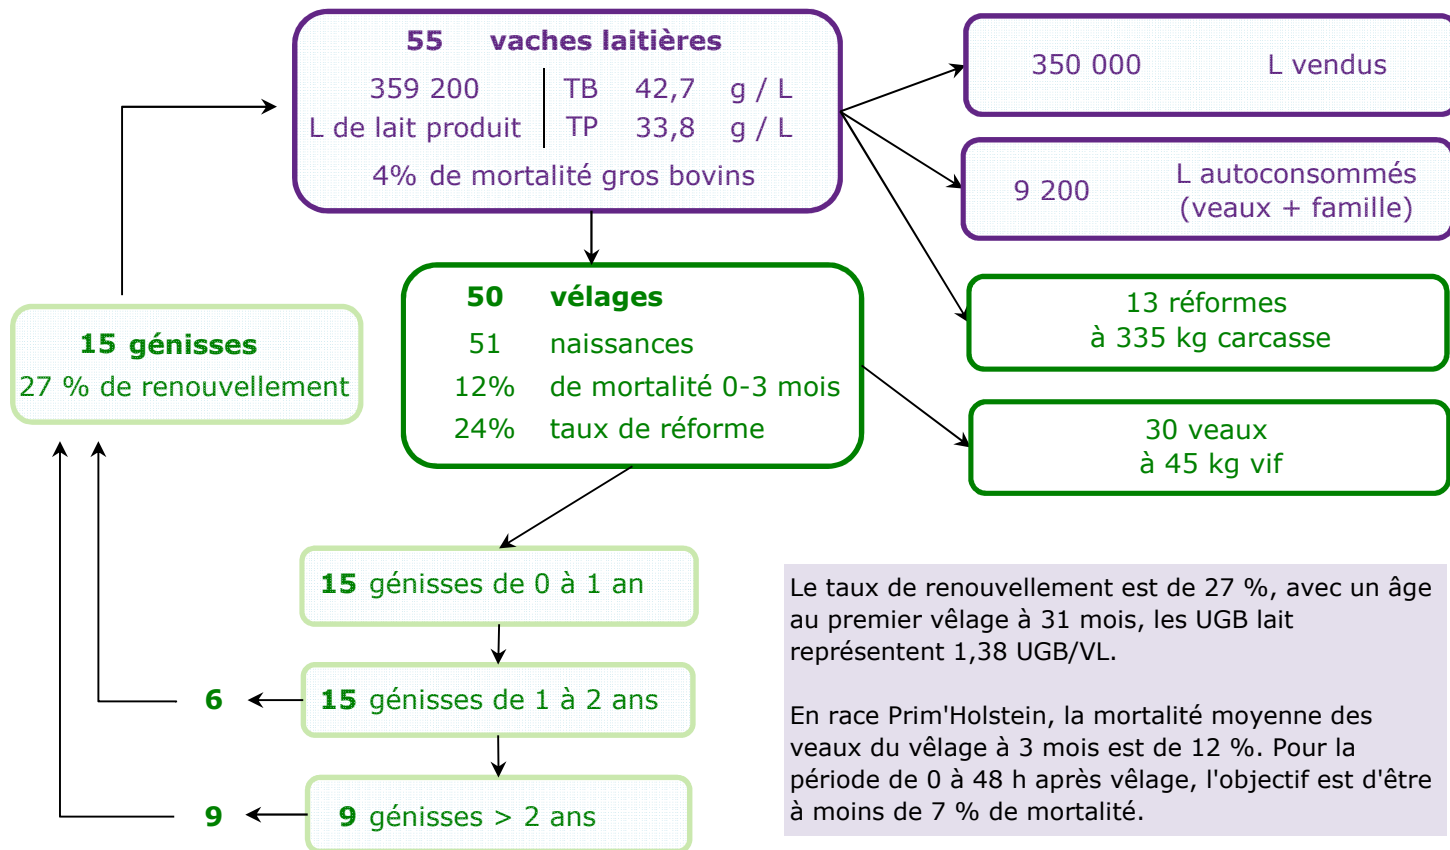 55 vaches laitières
359 200
L de lait produit
TB 42,7 g / L
TP 33,8 g / L
4% de mortalité gros bovins
350 000 L vendus
9 200
L autoconsommés
(veaux + famille)
13 réformes
à 335 kg carcasse
50 vélages
51 naissances
12% de mortalité 0-3 mois
24% taux de réforme
30 veaux
à 45 kg vif
15 génisses
27 % de renouvellement
15 génisses de 0 à 1 an
6
15 génisses de 1 à 2 ans
9
9 génisses > 2 ans
Le taux de renouvellement est de 27 %, avec un âge
au premier vêlage à 31 mois, les UGB lait
représentent 1,38 UGB/VL.
En race Prim'Holstein, la mortalité moyenne des
veaux du vêlage à 3 mois est de 12 %. Pour la
période de 0 à 48 h après vêlage, l'objectif est d'être
à moins de 7 % de mortalité.